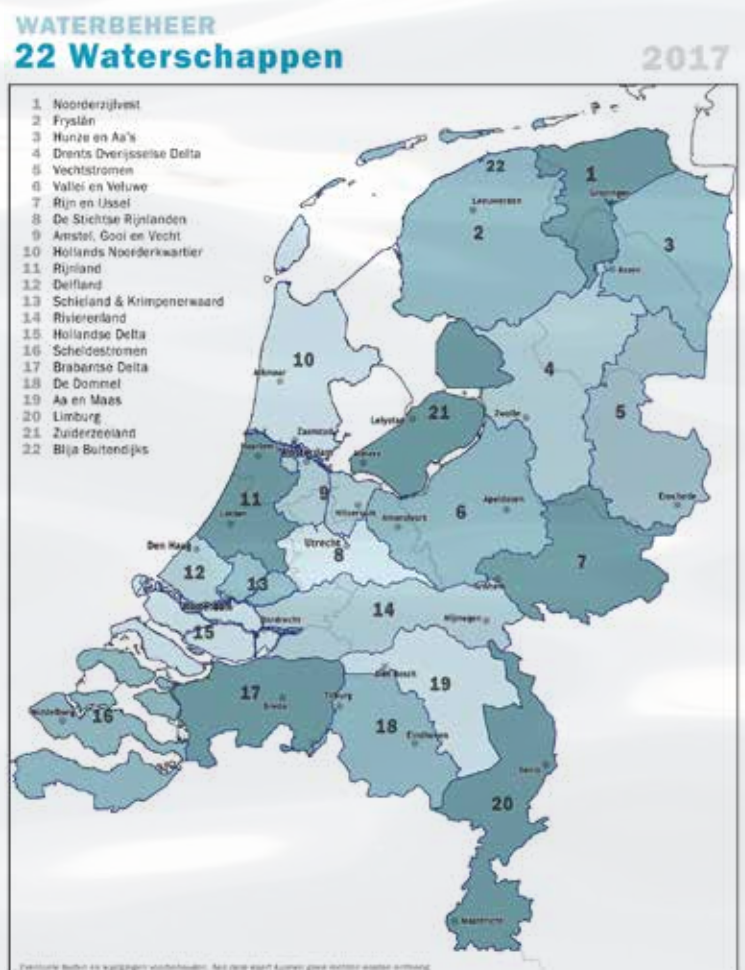 WATERBEHEER
22 Waterschappen
2017
1 Noorderzijlvest
2 Fryslân
3 Hunze en Aa's
4 Drents Overijsselse Delta
5 Vechtstromen
6 Vallei en Veluwe
7 Rijn en IJssel
8 De Stichtse Rijnlanden
9 Amstel, Gooi en Vecht
10 Hollands Noorderkwartier
11 Rijnland
12 Delfland
13 Schieland & Krimpenerwaard
14 Rivierenland
15 Hollandse Delta
16 Scheldestromen
17 Brabantse Delta
18 De Dommel
19 Aa en Maas
20 Limburg
21 Zuiderzeeland
22 Blija Buitendijks
22
1
Groningen
Leeuwarden
2
3
Assen
10
4
Alkmaar
21
5
Lelystad
Zwolle
Zaanstad
Haarlem
Amsterdam
Almere
9
11
6
Apeldoorn
Enschede
Leiden
Hilversum
Amersfoort
Den Haag
Utrecht
8
7
12
13
Arnhem
14
Rotterdam
Dordrecht
Nijmegen
15
Den Bosch
19
17
Tilburg
Breda
16
Middelburg
18
Eindhoven
Venlo
20
Maastricht